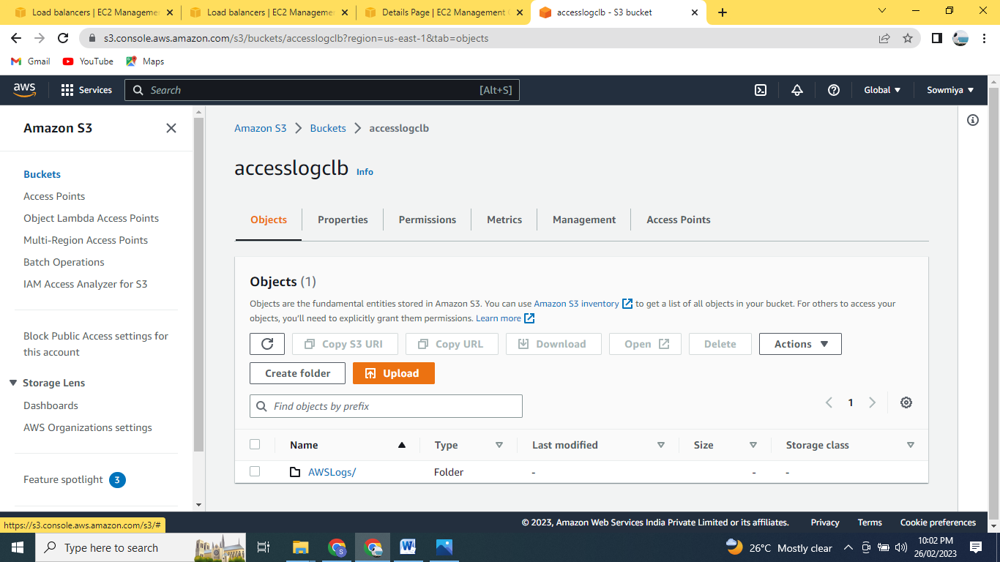 Load balancers | EC2 Manageme
Load balancers | EC2 Manageme
Details Page | EC2 Management
accesslogclb - S3 bucket
s3.console.aws.amazon.com/s3/buckets/accesslogclb?region=us-east-1&tab=objects
Gmail
YouTube
Maps
aws
Services
Search
[Alt+S]
Global
Sowmiya
Amazon S3
Buckets
Access Points
Object Lambda Access Points
Multi-Region Access Points
Batch Operations
IAM Access Analyzer for S3
Block Public Access settings for
this account
Storage Lens
Dashboards
AWS Organizations settings
Feature spotlight 3
Amazon S3 > Buckets > accesslogclb
accesslogclb Info
Objects
Properties
Permissions
Metrics
Management
Access Points
Objects (1)
Objects are the fundamental entities stored in Amazon S3. You can use Amazon S3 inventory to get a list of all objects in your bucket. For others to access your
objects, you'll need to explicitly grant them permissions. Learn more
Copy S3 URI
Copy URL
Download
Open
Delete
Actions
Create folder
Upload
Find objects by prefix
1
Name
Type
Last modified
Size
Storage class
AWSLogs/
Folder
-
-
-
https://s3.console.aws.amazon.com/s3/#
© 2023, Amazon Web Services India Private Limited or its affiliates.
Privacy
Terms
Cookie preferences
Type here to search
S
W
26°C Mostly clear
10:02 PM
26/02/2023